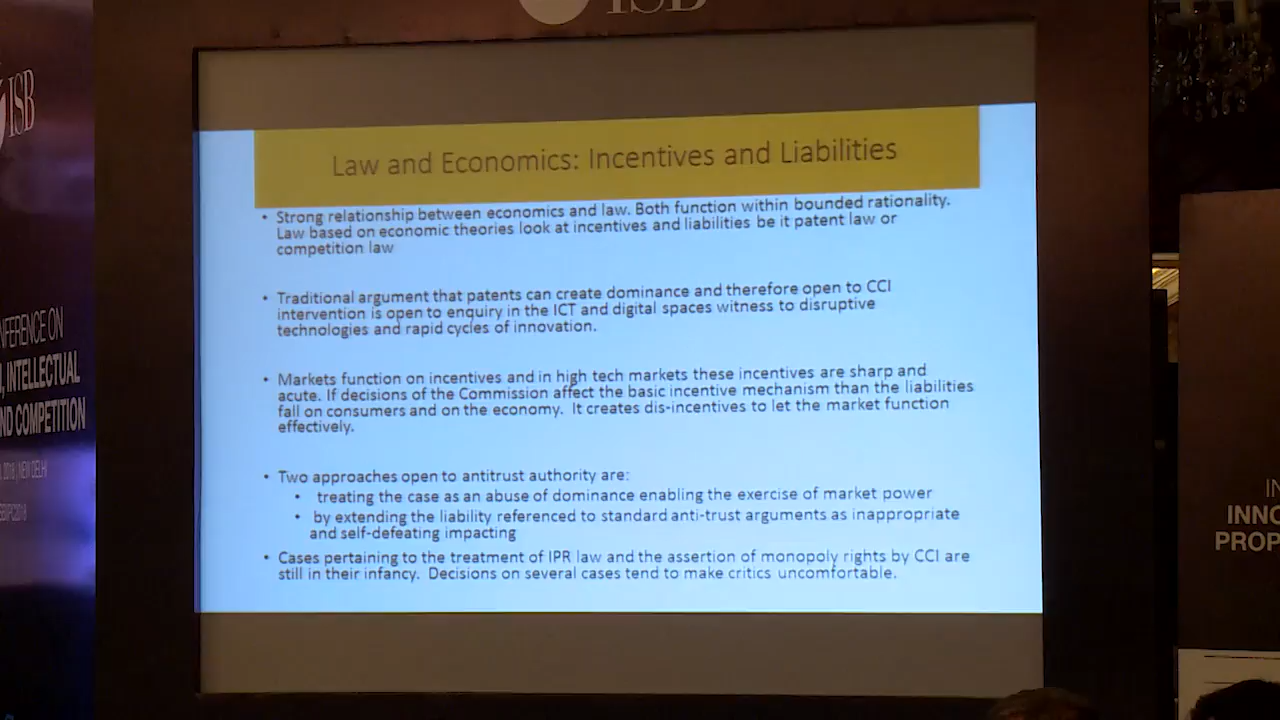 ISB
ISB
NFERENCE ON
, INTELLECTUAL
ND COMPETITION
Law and Economics: Incentives and Liabilities
• Strong relationship between economics and law. Both function within bounded rationality.
Law based on economic theories look at incentives and liabilities be it patent law or
competition law
• Traditional argument that patents can create dominance and therefore open to CCI
intervention is open to enquiry in the ICT and digital spaces witness to disruptive
technologies and rapid cycles of innovation.
• Markets function on incentives and in high tech markets these incentives are sharp and
acute. If decisions of the Commission affect the basic incentive mechanism than the liabilities
fall on consumers and on the economy. It creates dis-incentives to let the market function
effectively.
• Two approaches open to antitrust authority are:
• treating the case as an abuse of dominance enabling the exercise of market power
• by extending the liability referenced to standard anti-trust arguments as inappropriate
and self-defeating impacting
• Cases pertaining to the treatment of IPR law and the assertion of monopoly rights by CCI are
still in their infancy. Decisions on several cases tend to make critics uncomfortable.
IN
INNO
PROP